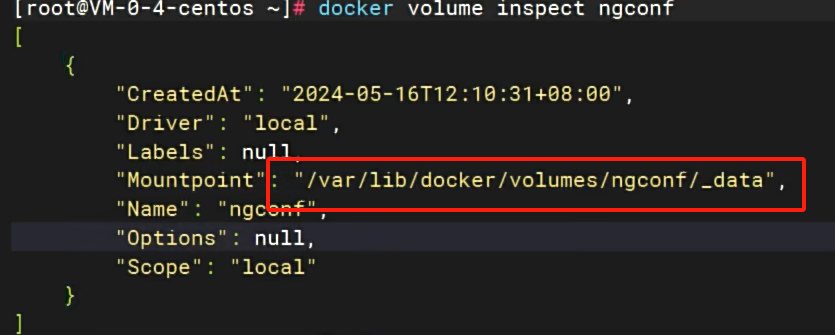 [root@VM-0-4-centos ~]# docker volume inspect ngconf
[
    {
        "CreatedAt": "2024-05-16T12:10:31+08:00",
        "Driver": "local",
        "Labels": null,
        "Mountpoint": "/var/lib/docker/volumes/ngconf/_data",
        "Name": "ngconf",
        "Options": null,
        "Scope": "local"
    }
]